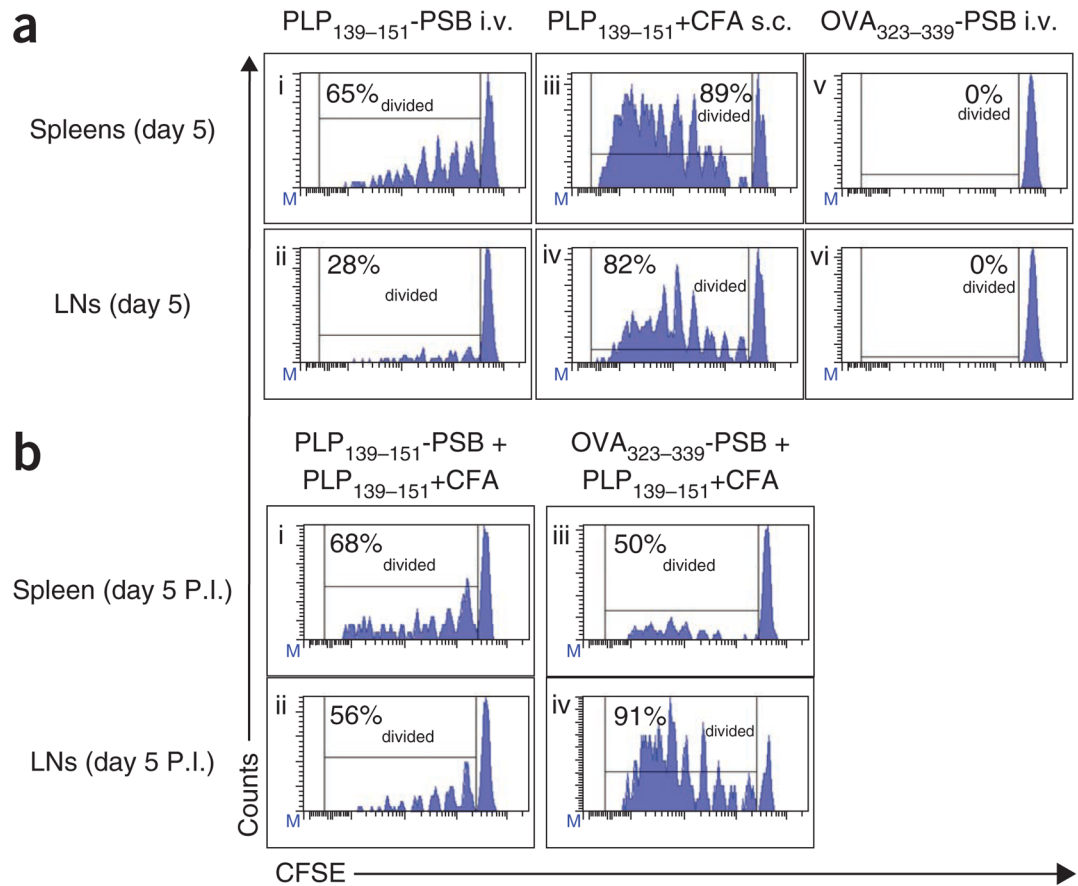 a
PLP139–151-PSB i.v.
PLP139–151+CFA s.c.
OVA323–339-PSB i.v.
Spleens (day 5)
i
65% divided
M
iii
89% divided
M
v
0% divided
M
LNs (day 5)
ii
28% divided
M
iv
82% divided
M
vi
0% divided
M
b
PLP139–151-PSB +
PLP139–151+CFA
OVA323–339-PSB +
PLP139–151+CFA
Spleen (day 5 P.I.)
i
68% divided
M
iii
50% divided
M
LNs (day 5 P.I.)
ii
56% divided
M
iv
91% divided
M
Counts
CFSE